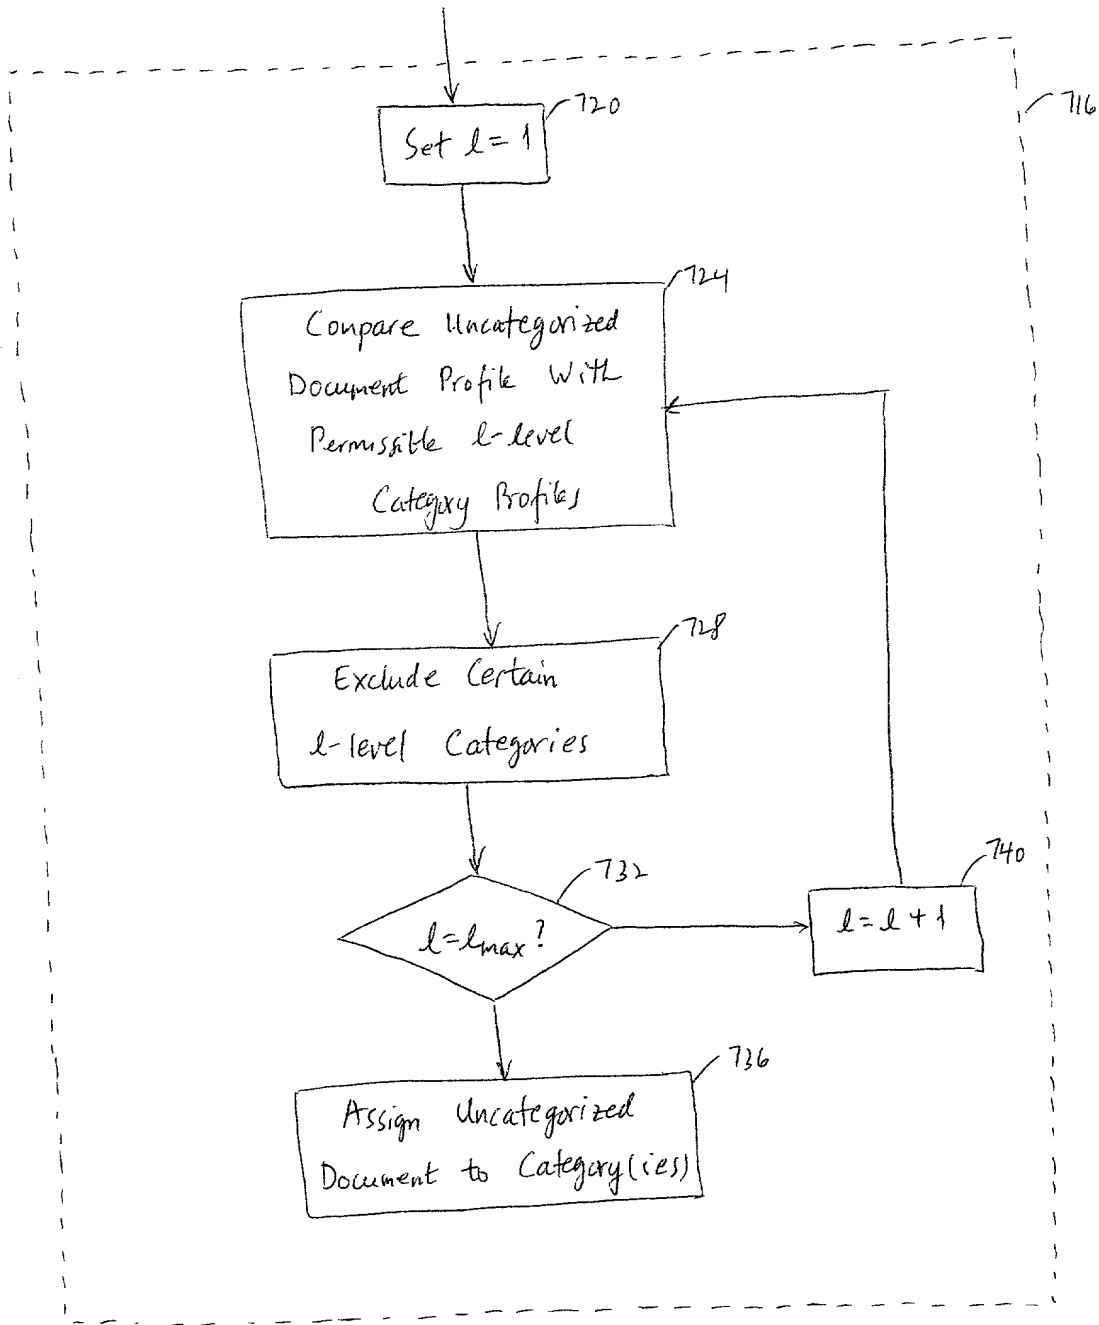 720
716
Set l = 1
724
Compare Uncategorized
Document Profile With
Permissible l-level
Category Profiles
728
Exclude Certain
l-level Categories
732
740
l = lmax?
l = l + 1
736
Assign Uncategorized
Document to Category(ies)